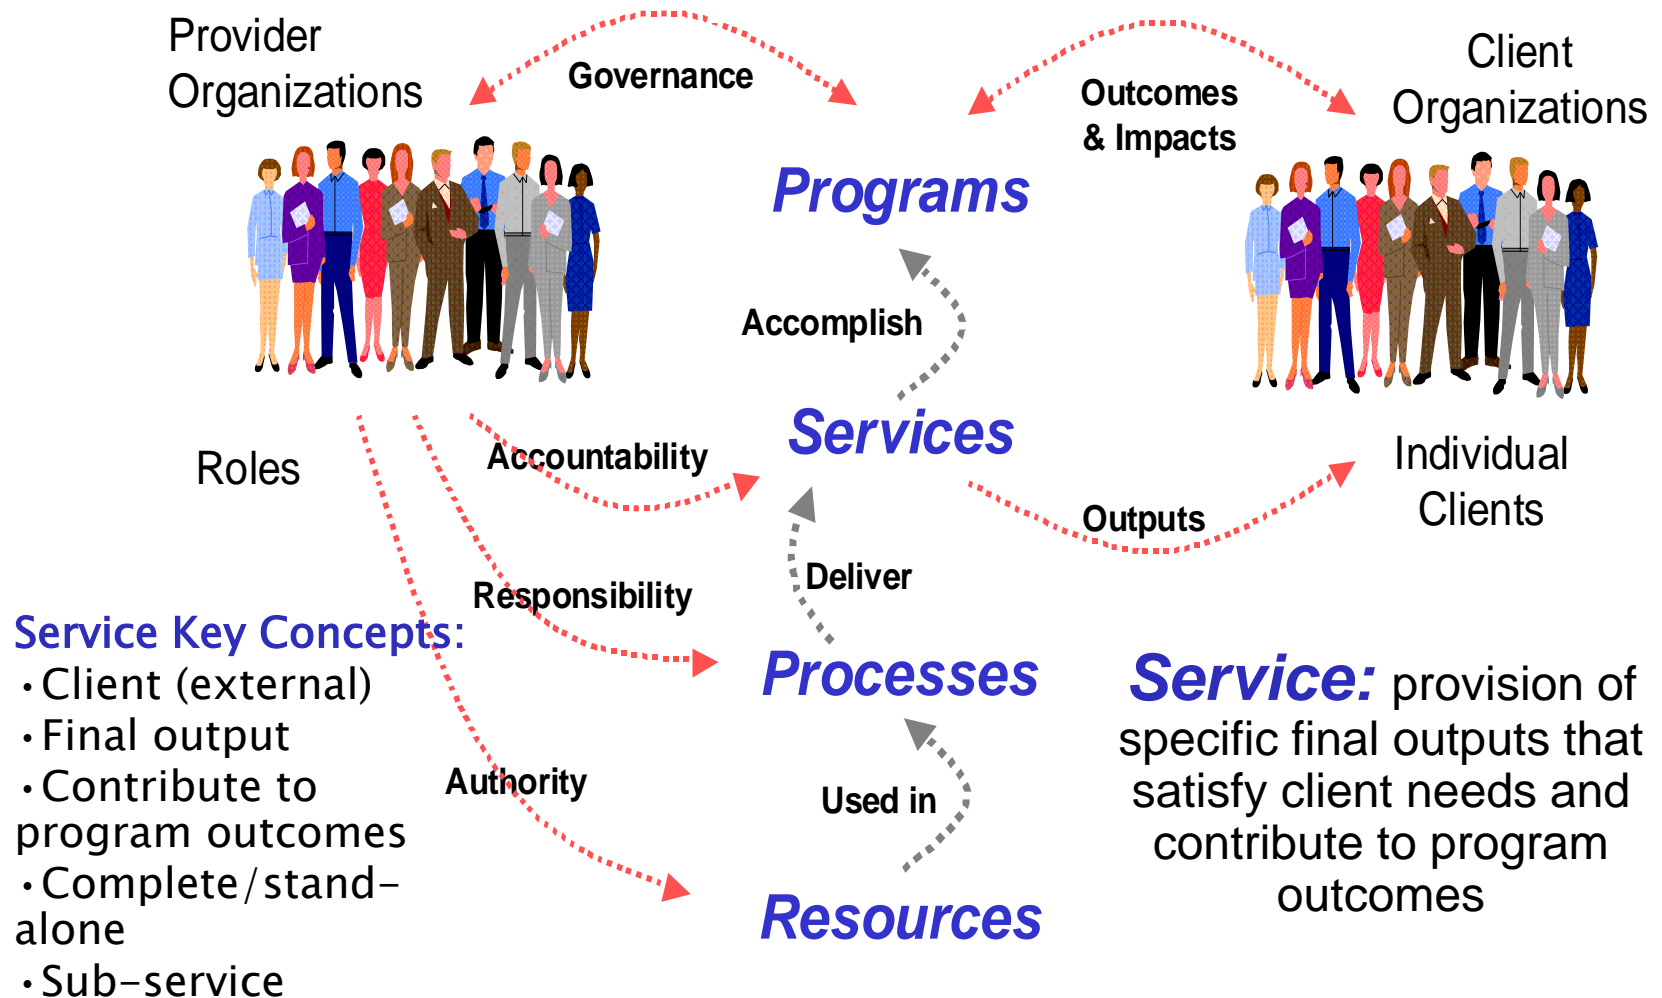 Provider
Organizations
Governance
Outcomes
& Impacts
Client
Organizations
Programs
Accomplish
Services
Roles
Accountability
Individual
Clients
Outputs
Deliver
Responsibility
Service Key Concepts:
•Client (external)
•Final output
•Contribute to
program outcomes
•Complete/stand-
alone
•Sub-service
Processes
Authority
Used in
Resources
Service: provision of
specific final outputs that
satisfy client needs and
contribute to program
outcomes